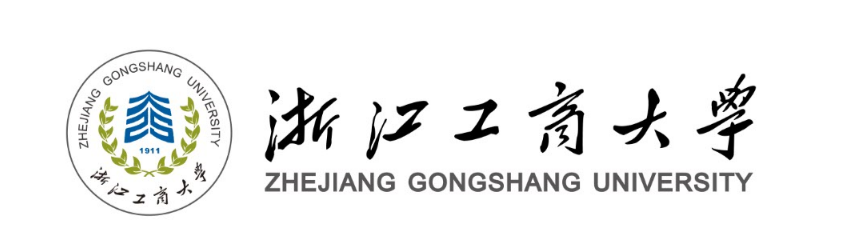 ZHEJIANG GONGSHANG UNIVERSITY
1911
浙江工商大學
浙江工商大學
ZHEJIANG GONGSHANG UNIVERSITY